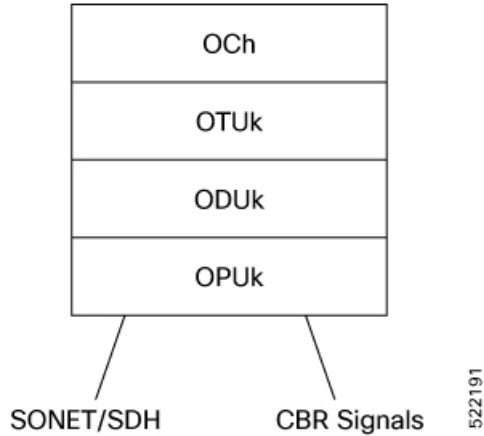 OCh
OTUk
ODUk
OPUk
SONET/SDH
CBR Signals
522191